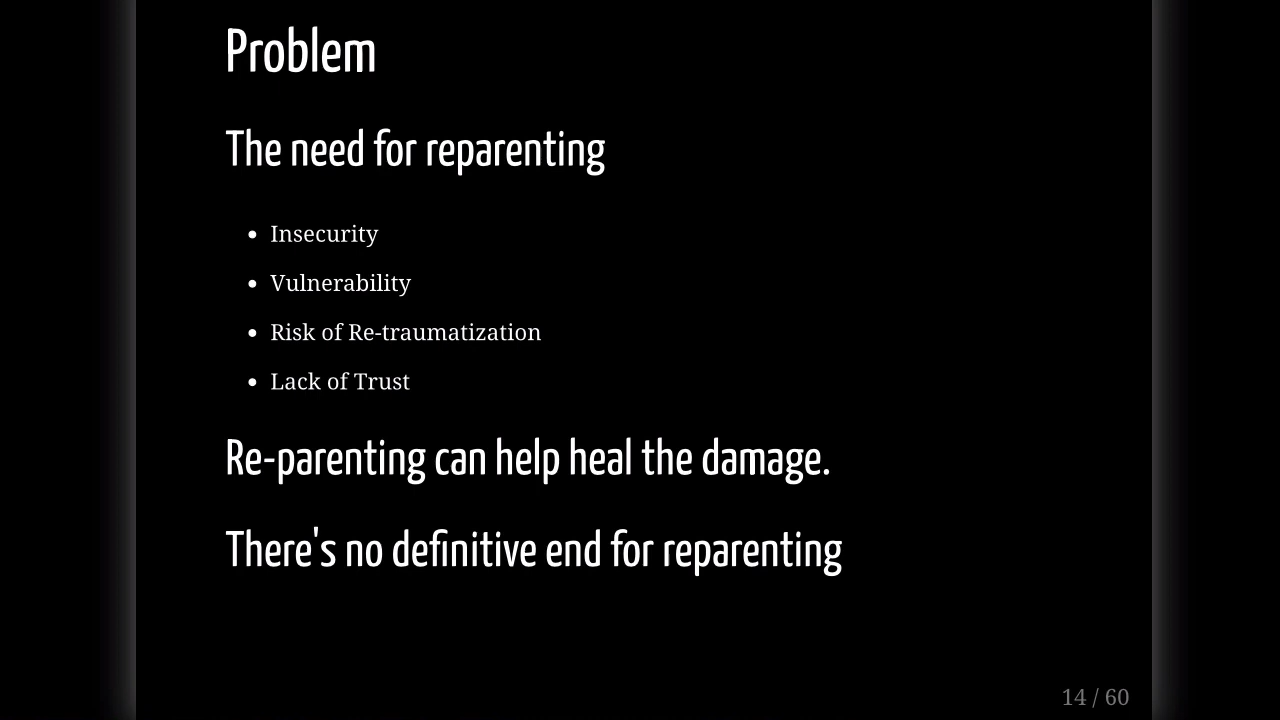 Problem
The need for reparenting
• Insecurity
• Vulnerability
• Risk of Re-traumatization
• Lack of Trust
Re-parenting can help heal the damage.
There's no definitive end for reparenting
14 / 60